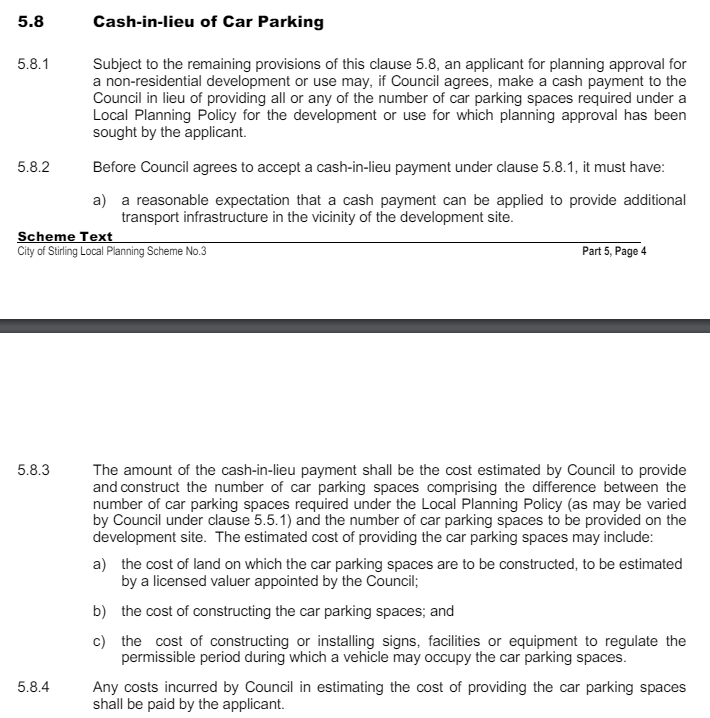 5.8 Cash-in-lieu of Car Parking
5.8.1 Subject to the remaining provisions of this clause 5.8, an applicant for planning approval for
a non-residential development or use may, if Council agrees, make a cash payment to the
Council in lieu of providing all or any of the number of car parking spaces required under a
Local Planning Policy for the development or use for which planning approval has been
sought by the applicant.
5.8.2 Before Council agrees to accept a cash-in-lieu payment under clause 5.8.1, it must have:
a) a reasonable expectation that a cash payment can be applied to provide additional
transport infrastructure in the vicinity of the development site.
Scheme Text
City of Stirling Local Planning Scheme No.3 Part 5, Page 4
5.8.3 The amount of the cash-in-lieu payment shall be the cost estimated by Council to provide
and construct the number of car parking spaces comprising the difference between the
number of car parking spaces required under the Local Planning Policy (as may be varied
by Council under clause 5.5.1) and the number of car parking spaces to be provided on the
development site. The estimated cost of providing the car parking spaces may include:
a) the cost of land on which the car parking spaces are to be constructed, to be estimated
by a licensed valuer appointed by the Council;
b) the cost of constructing the car parking spaces; and
c) the cost of constructing or installing signs, facilities or equipment to regulate the
permissible period during which a vehicle may occupy the car parking spaces.
5.8.4 Any costs incurred by Council in estimating the cost of providing the car parking spaces
shall be paid by the applicant.